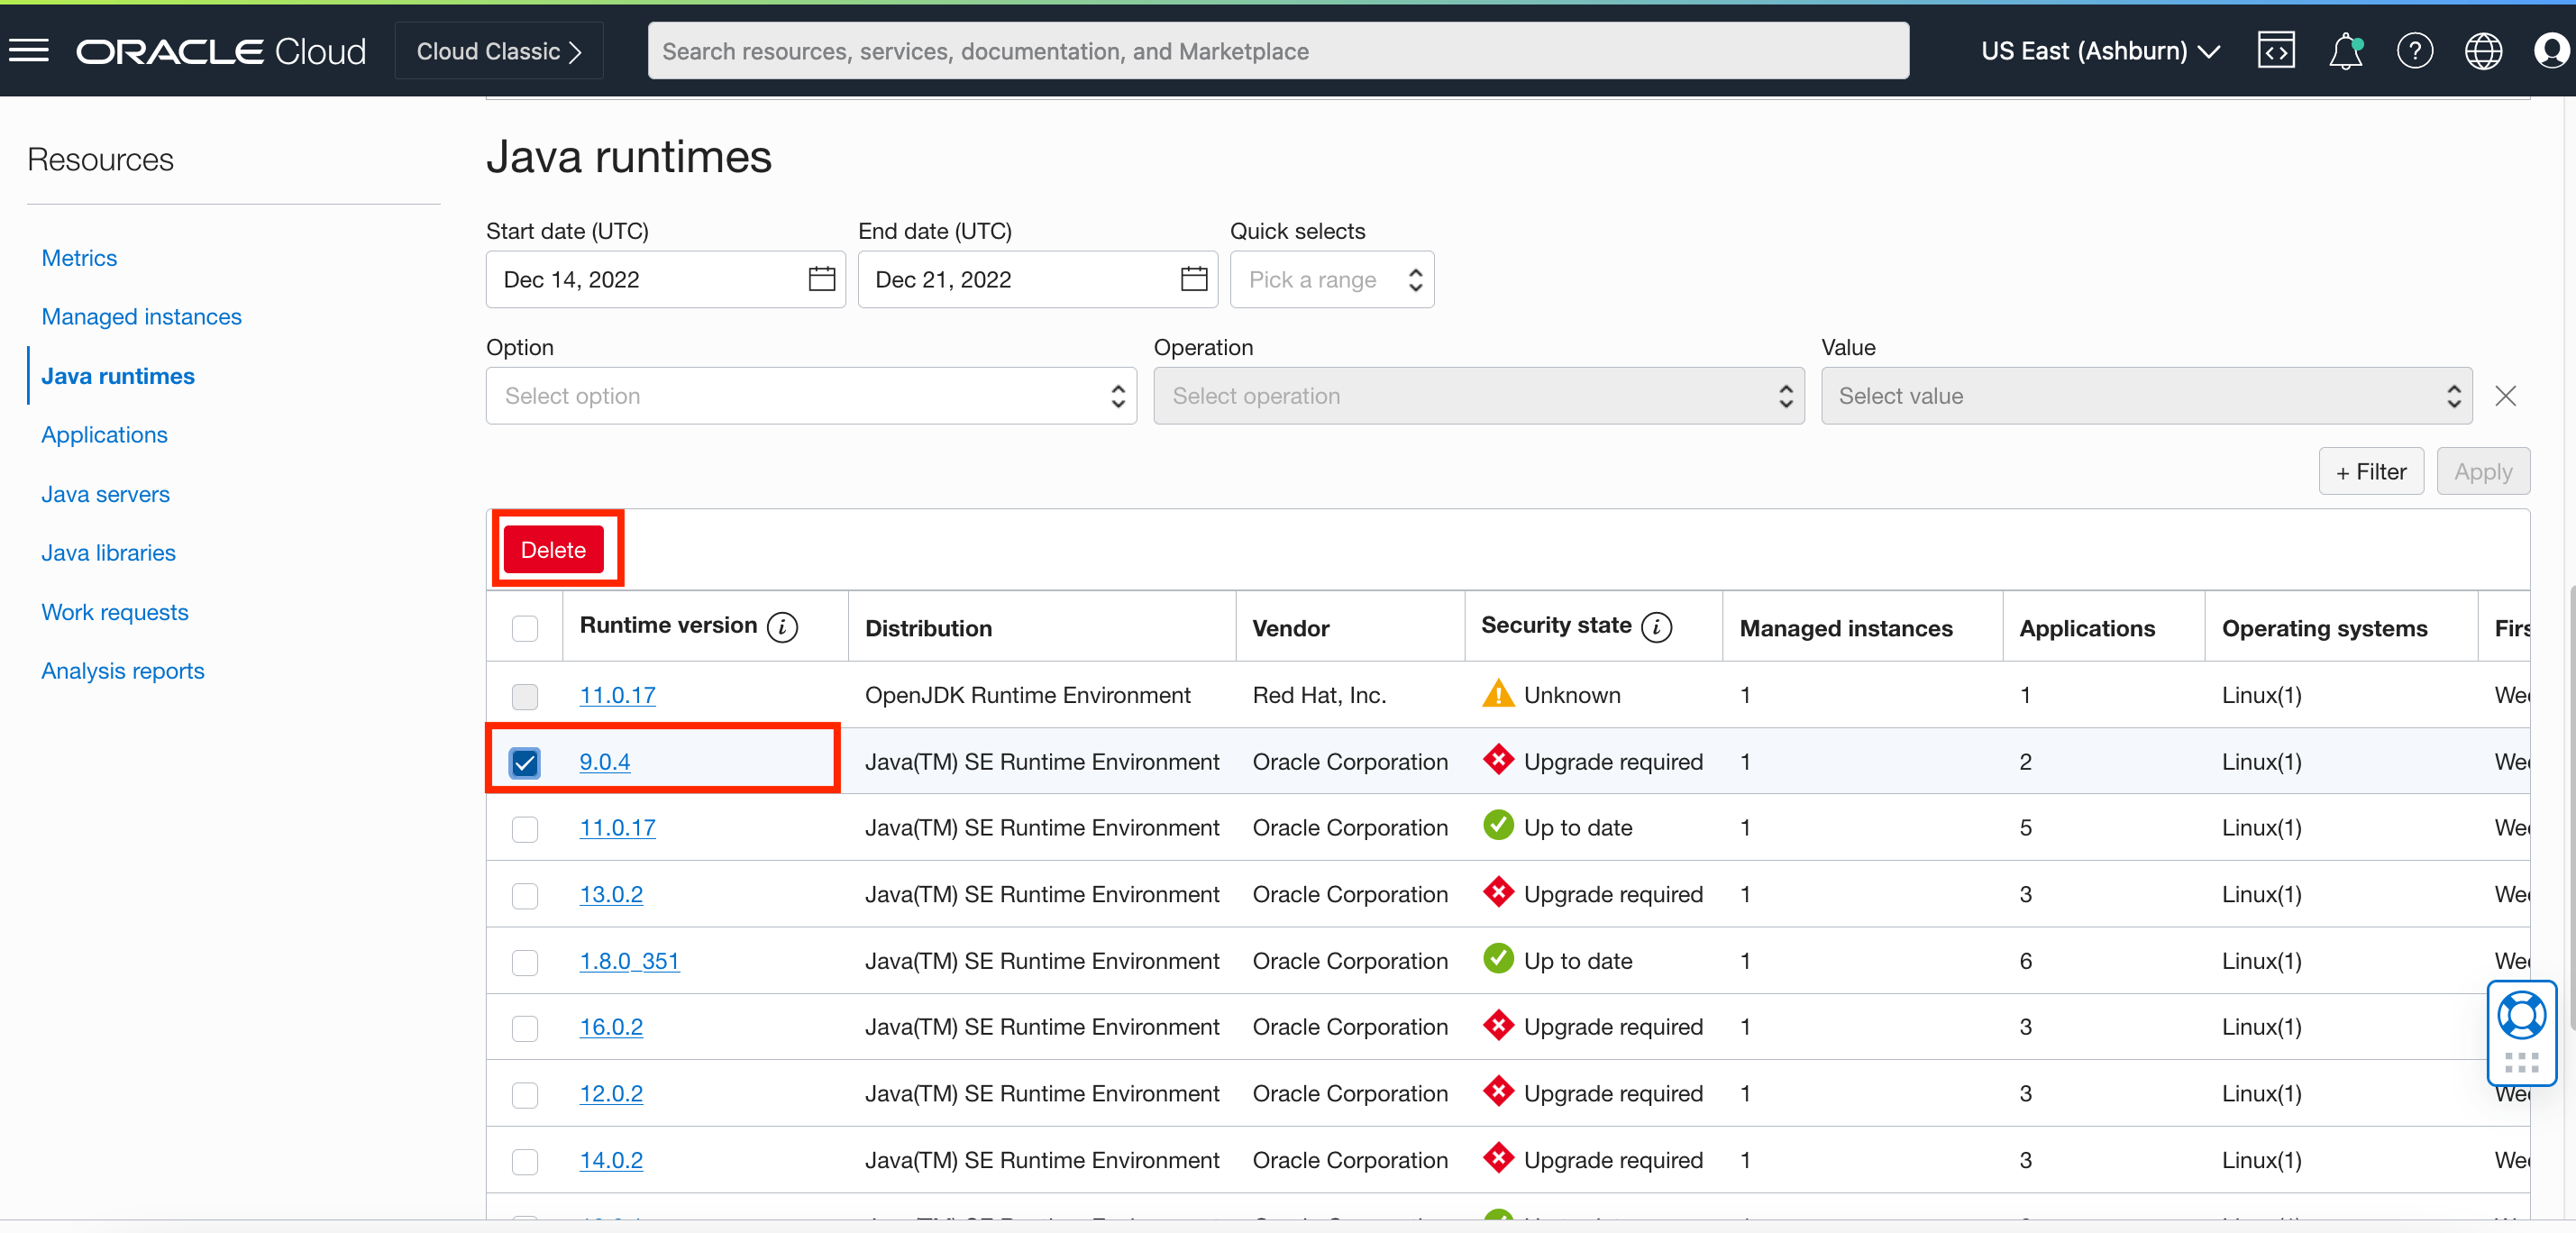 ORACLE Cloud
Cloud Classic
Search resources, services, documentation, and Marketplace
US East (Ashburn)
Resources
Metrics
Managed instances
Java runtimes
Applications
Java servers
Java libraries
Work requests
Analysis reports
Java runtimes
Start date (UTC) End date (UTC) Quick selects
Dec 14, 2022 Dec 21, 2022 Pick a range
Option Operation Value
Select option Select operation Select value
+ Filter Apply
Delete
Runtime version Distribution Vendor Security state Managed instances Applications Operating systems Firs
11.0.17 OpenJDK Runtime Environment Red Hat, Inc. Unknown 1 1 Linux(1) We
9.0.4 Java(TM) SE Runtime Environment Oracle Corporation Upgrade required 1 2 Linux(1) We
11.0.17 Java(TM) SE Runtime Environment Oracle Corporation Up to date 1 5 Linux(1) We
13.0.2 Java(TM) SE Runtime Environment Oracle Corporation Upgrade required 1 3 Linux(1) We
1.8.0_351 Java(TM) SE Runtime Environment Oracle Corporation Up to date 1 6 Linux(1) We
16.0.2 Java(TM) SE Runtime Environment Oracle Corporation Upgrade required 1 3 Linux(1)
12.0.2 Java(TM) SE Runtime Environment Oracle Corporation Upgrade required 1 3 Linux(1) We
14.0.2 Java(TM) SE Runtime Environment Oracle Corporation Upgrade required 1 3 Linux(1) We